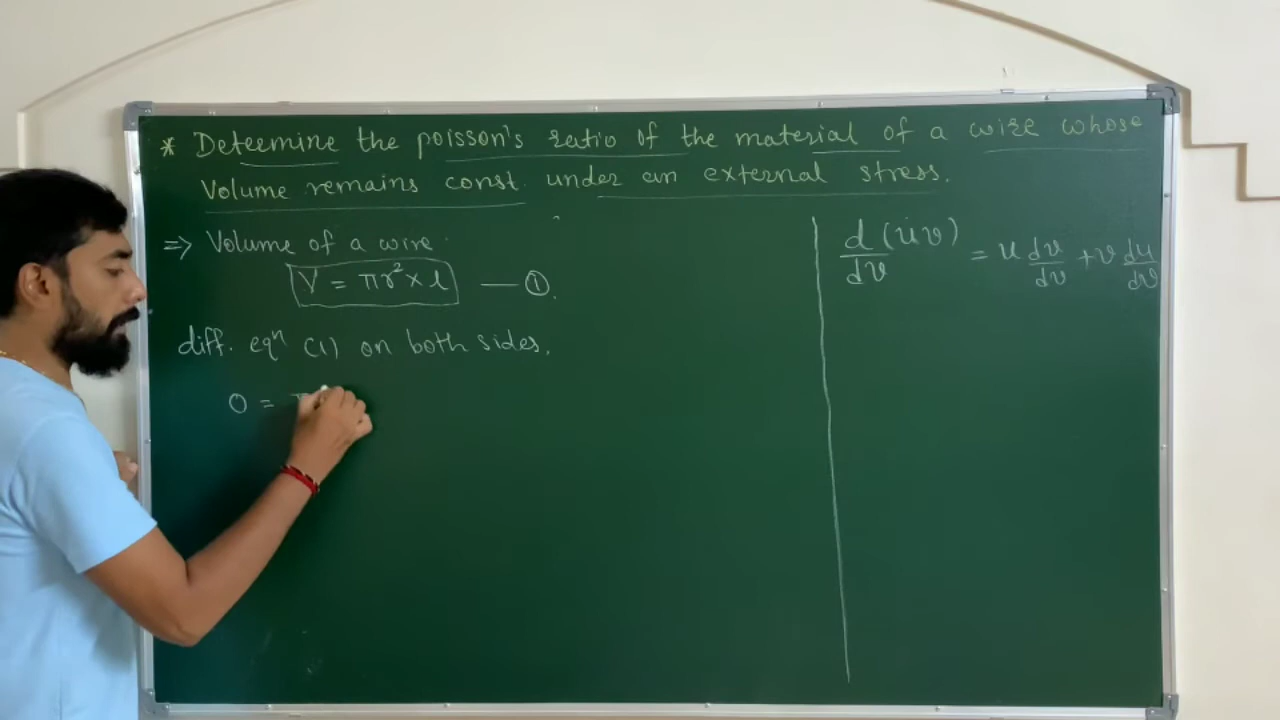 * Determine the poisson's ratio of the material of a wire whose
Volume remains const. under an external stress.
⇒ Volume of a wire.
V = πr² × l — ①.
diff. eqⁿ (1) on both sides,
0 = π
d/dv (uv) = u dv/dv + v du/dv